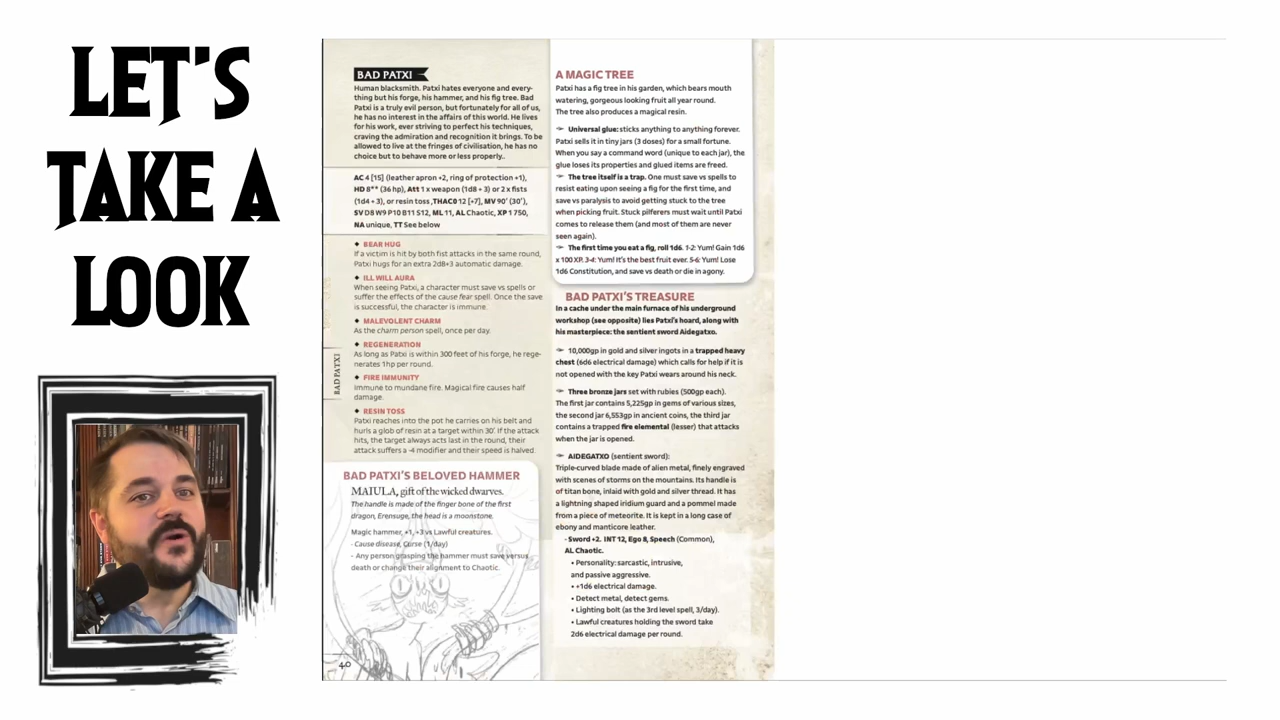 LET'S
TAKE A
LOOK
BAD PATXI
Human blacksmith. Patxi hates everyone and every-
thing but his forge, his hammer, and his fig tree. Bad
Patxi is a truly evil person, but fortunately for all of us,
he has no interest in the affairs of this world. He lives
for his work, ever striving to perfect his techniques,
craving the admiration and recognition it brings. To be
allowed to live at the fringes of civilisation, he has no
choice but to behave more or less properly..
AC 4 [15] (leather apron +2, ring of protection +1),
HD 8** (36 hp), Att 1 x weapon (1d8 + 3) or 2 x fists
(1d4 + 3), or resin toss ,THAC0 12 [+7], MV 90' (30'),
SV D8 W9 P10 B11 S12, ML 11, AL Chaotic, XP 1 750,
NA unique, TT See below
◆ BEAR HUG
If a victim is hit by both fist attacks in the same round,
Patxi hugs for an extra 2d8+3 automatic damage.
◆ ILL WILL AURA
When seeing Patxi, a character must save vs spells or
suffer the effects of the cause fear spell. Once the save
is successful, the character is immune.
◆ MALEVOLENT CHARM
As the charm person spell, once per day.
◆ REGENERATION
As long as Patxi is within 300 feet of his forge, he rege-
nerates 1hp per round.
◆ FIRE IMMUNITY
Immune to mundane fire. Magical fire causes half
damage.
◆ RESIN TOSS
Patxi reaches into the pot he carries on his belt and
hurls a glob of resin at a target within 30'. If the attack
hits, the target always acts last in the round, their
attack suffers a -4 modifier and their speed is halved.
BAD PATXI
BAD PATXI'S BELOVED HAMMER
MAIULA, gift of the wicked dwarves.
The handle is made of the finger bone of the first
dragon, Erensuge, the head is a moonstone.
Magic hammer, +1, +3 vs Lawful creatures.
- Cause disease, Curse (1/day)
- Any person grasping the hammer must save versus
death or change their alignment to Chaotic.
40
A MAGIC TREE
Patxi has a fig tree in his garden, which bears mouth
watering, gorgeous looking fruit all year round.
The tree also produces a magical resin.
Universal glue: sticks anything to anything forever.
Patxi sells it in tiny jars (3 doses) for a small fortune.
When you say a command word (unique to each jar), the
glue loses its properties and glued items are freed.
The tree itself is a trap. One must save vs spells to
resist eating upon seeing a fig for the first time, and
save vs paralysis to avoid getting stuck to the tree
when picking fruit. Stuck pilferers must wait until Patxi
comes to release them (and most of them are never
seen again).
The first time you eat a fig, roll 1d6. 1-2: Yum! Gain 1d6
x 100 XP. 3-4: Yum! It's the best fruit ever. 5-6: Yum! Lose
1d6 Constitution, and save vs death or die in agony.
BAD PATXI'S TREASURE
In a cache under the main furnace of his underground
workshop (see opposite) lies Patxi's hoard, along with
his masterpiece: the sentient sword Aidegatxo.
10,000gp in gold and silver ingots in a trapped heavy
chest (6d6 electrical damage) which calls for help if it is
not opened with the key Patxi wears around his neck.
Three bronze jars set with rubies (500gp each).
The first jar contains 5,225gp in gems of various sizes,
the second jar 6,553gp in ancient coins, the third jar
contains a trapped fire elemental (lesser) that attacks
when the jar is opened.
AIDEGATXO (sentient sword):
Triple-curved blade made of alien metal, finely engraved
with scenes of storms on the mountains. Its handle is
of titan bone, inlaid with gold and silver thread. It has
a lightning shaped iridium guard and a pommel made
from a piece of meteorite. It is kept in a long case of
ebony and manticore leather.
- Sword +2. INT 12, Ego 8, Speech (Common),
AL Chaotic.
• Personality: sarcastic, intrusive,
and passive aggressive.
• +1d6 electrical damage.
• Detect metal, detect gems.
• Lighting bolt (as the 3rd level spell, 3/day).
• Lawful creatures holding the sword take
2d6 electrical damage per round.